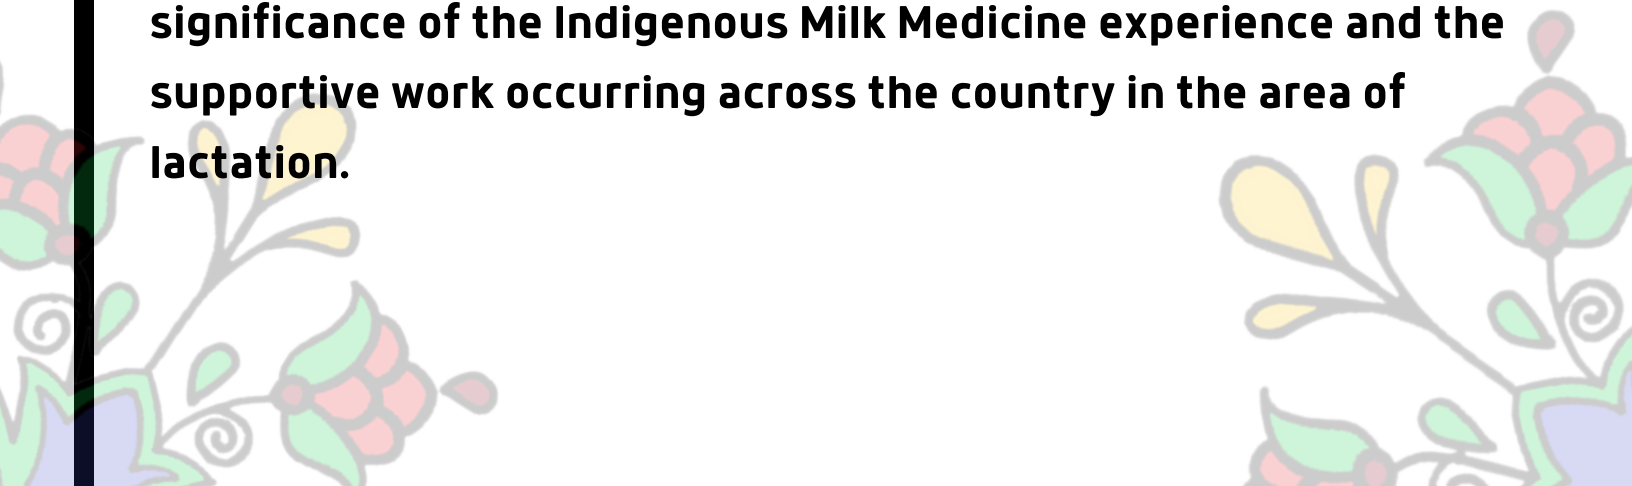 significance of the Indigenous Milk Medicine experience and the
supportive work occurring across the country in the area of
lactation.